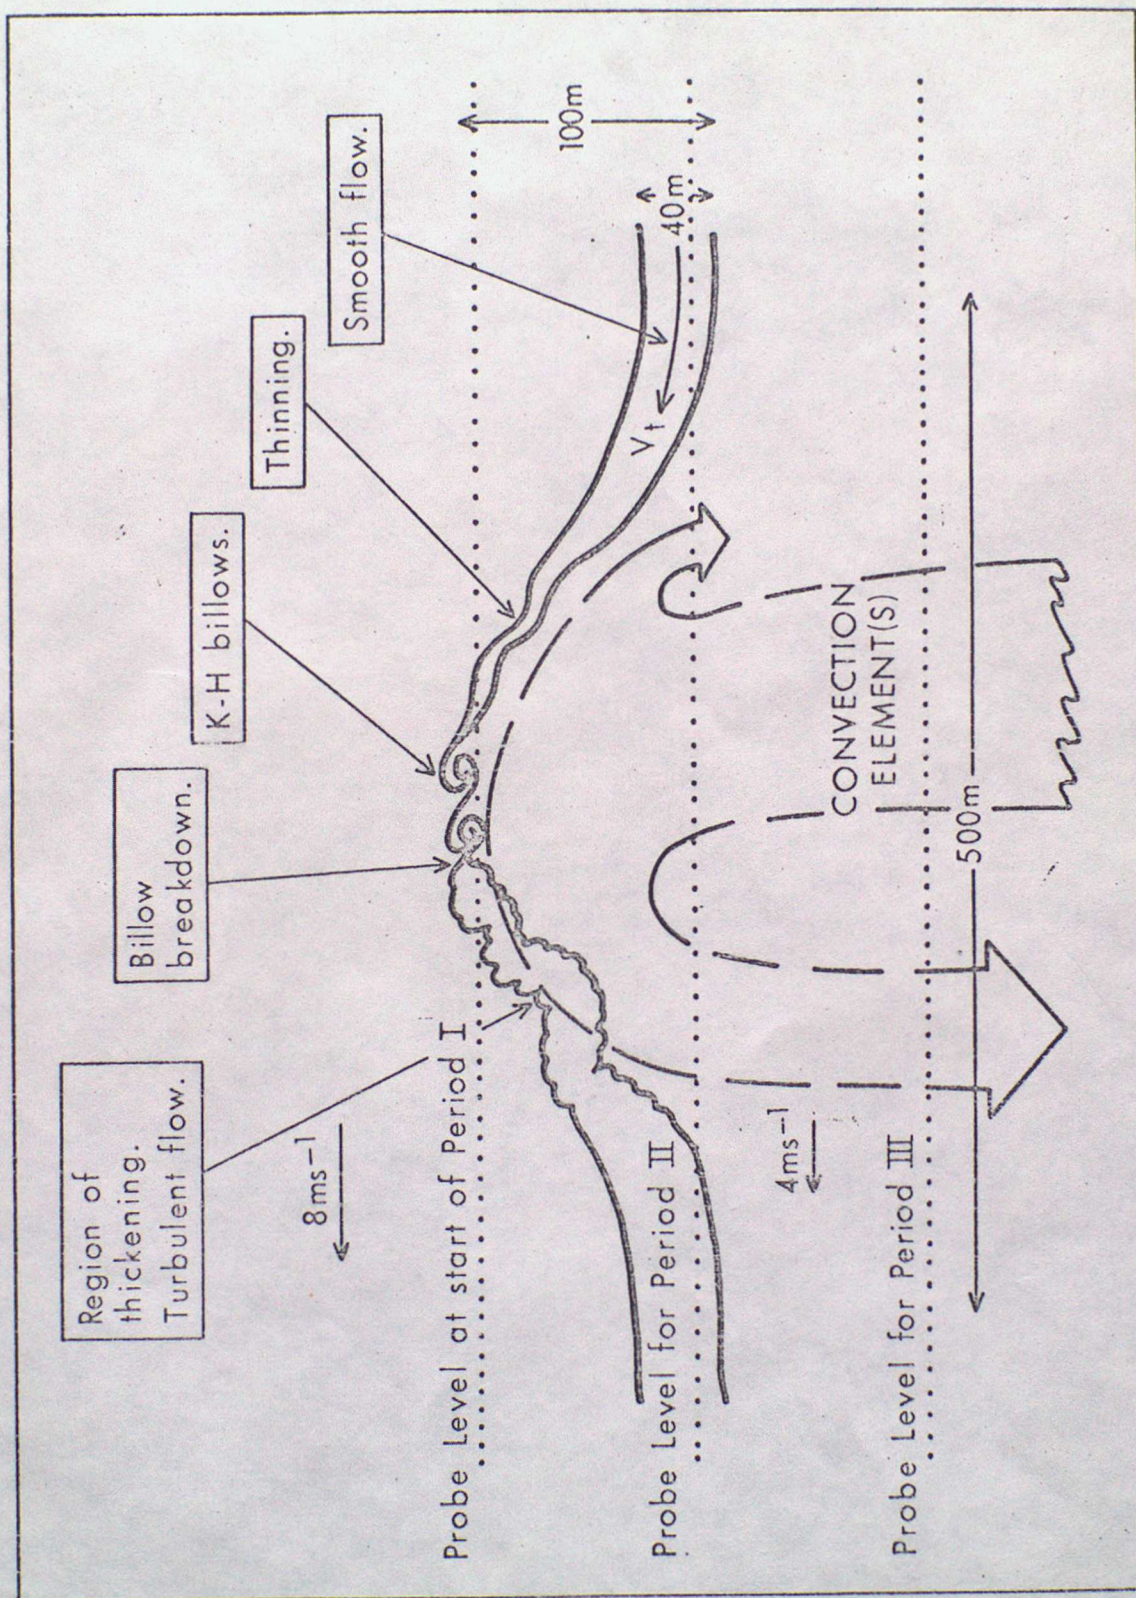 Region of
thickening.
Turbulent flow.
Billow
breakdown.
K-H billows.
Thinning.
Smooth flow.
8ms⁻¹
Probe Level at start of Period I
100m
40m
Vt
Probe Level for Period II
4ms⁻¹
CONVECTION
ELEMENT(S)
Probe Level for Period III
500m